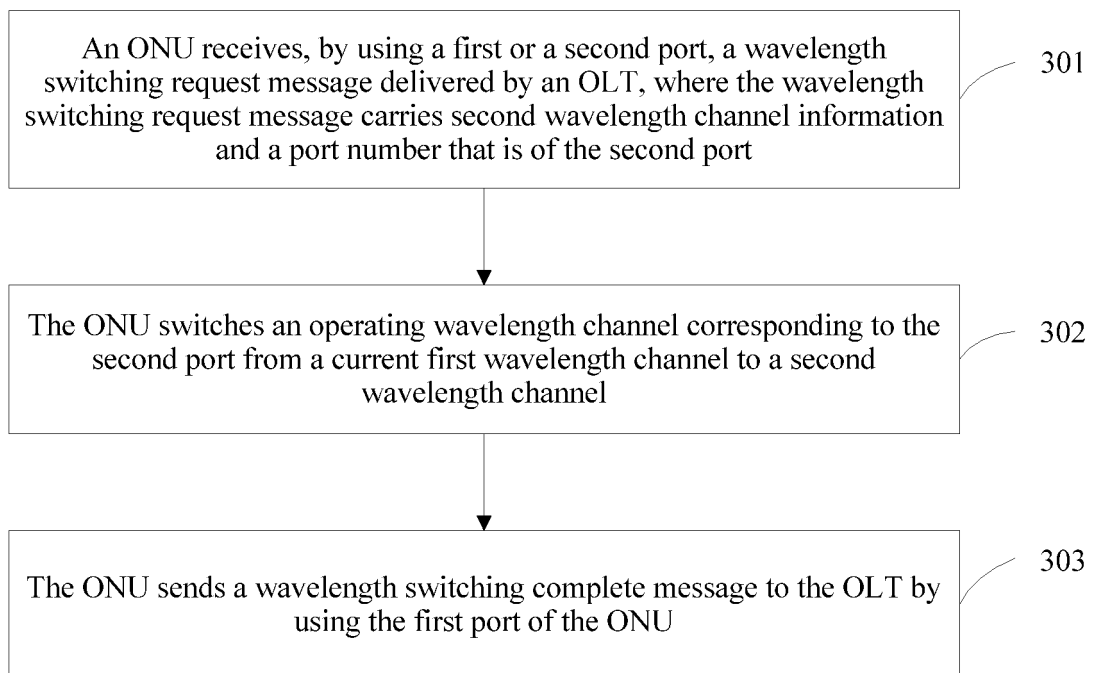 An ONU receives, by using a first or a second port, a wavelength
switching request message delivered by an OLT, where the wavelength
switching request message carries second wavelength channel information
and a port number that is of the second port
301
The ONU switches an operating wavelength channel corresponding to the
second port from a current first wavelength channel to a second
wavelength channel
302
The ONU sends a wavelength switching complete message to the OLT by
using the first port of the ONU
303